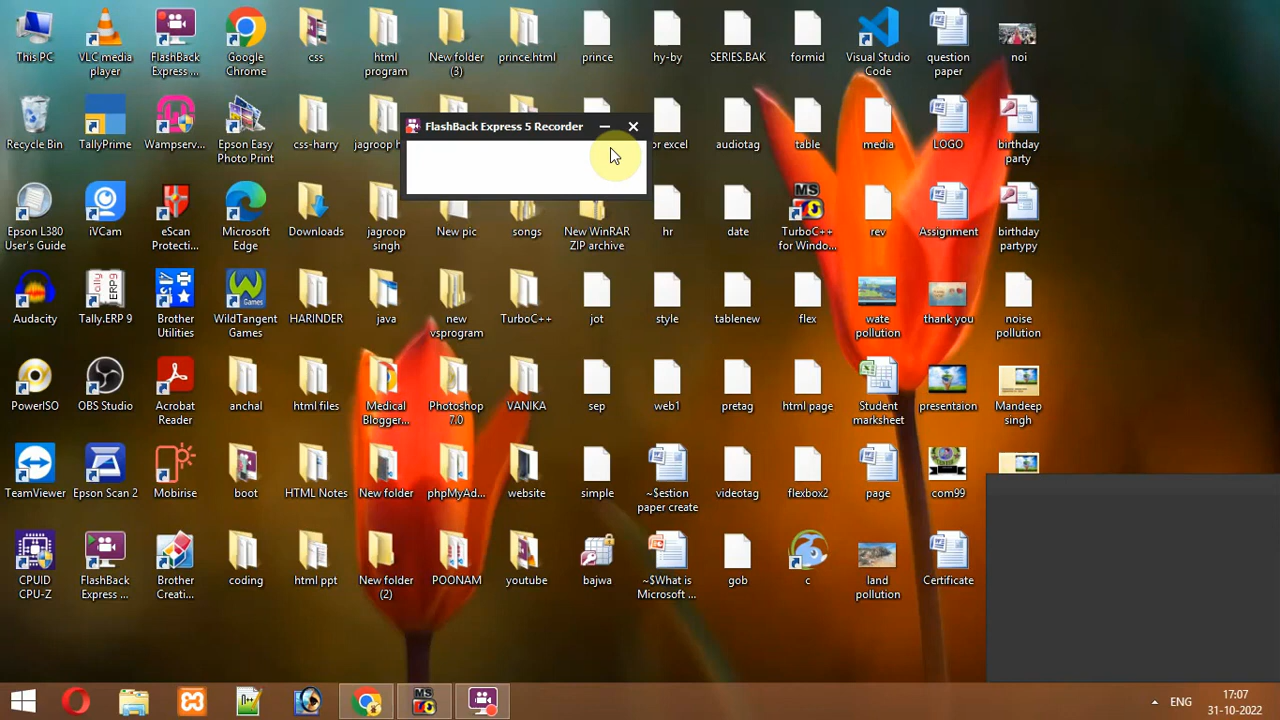 This PC
VLC media
player
FlashBack
Express ...
Google
Chrome
css
html
program
New folder
(3)
prince.html
prince
hy-by
SERIES.BAK
formid
Visual Studio
Code
question
paper
noi
FlashBack Express 5 Recorder
Recycle Bin
TallyPrime
Wampserv...
Epson Easy
Photo Print
css-harry
jagroop h
or excel
audiotag
table
media
LOGO
birthday
party
Epson L380
User's Guide
iVCam
eScan
Protecti...
Microsoft
Edge
Downloads
jagroop
singh
New pic
songs
New WinRAR
ZIP archive
hr
date
MS
TurboC++
for Windo...
rev
Assignment
birthday
partypy
Audacity
Tally
ERP9
Tally.ERP 9
Brother
Utilities
Games
WildTangent
Games
HARINDER
java
new
vsprogram
TurboC++
jot
style
tablenew
flex
wate
pollution
thank you
noise
pollution
PowerISO
OBS Studio
Acrobat
Reader
anchal
html files
Medical
Blogger...
Photoshop
7.0
VANIKA
sep
web1
pretag
html page
Student
marksheet
presentaion
Mandeep
singh
TeamViewer
Epson Scan 2
Mobirise
boot
HTML Notes
New folder
phpMyAd...
website
simple
~$estion
paper create
videotag
flexbox2
page
com99
CPUID
CPU-Z
FlashBack
Express ...
Brother
Creati...
coding
html ppt
New folder
(2)
POONAM
youtube
bajwa
~$What is
Microsoft ...
gob
c
land
pollution
Certificate
MS
ENG
17:07
31-10-2022